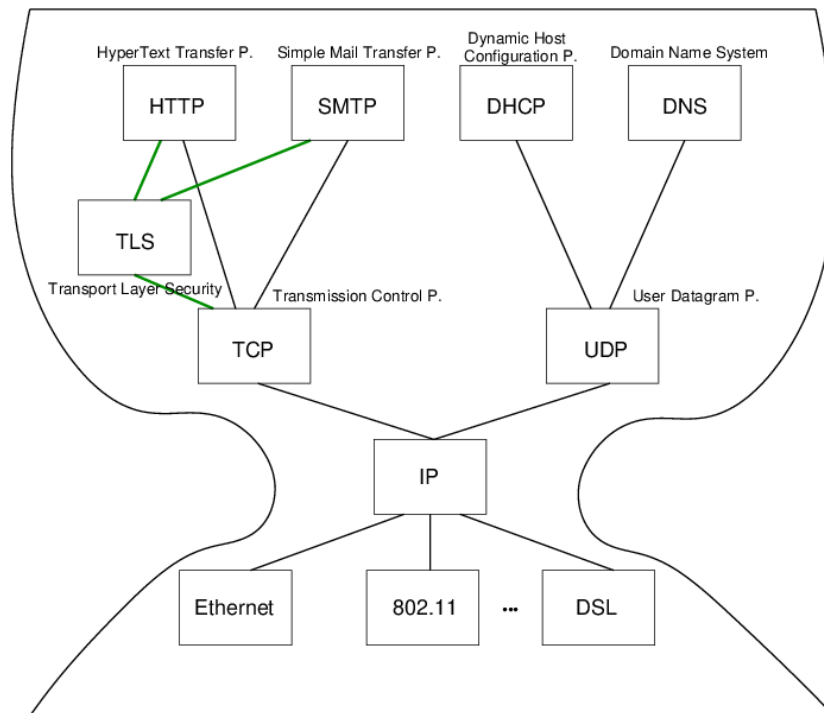 Dynamic Host
HyperText Transfer P.
Simple Mail Transfer P.
Configuration P.
Domain Name System
HTTP
SMTP
DHCP
DNS
TLS
Transport Layer Security
Transmission Control P.
User Datagram P.
TCP
UDP
IP
Ethernet
802.11
...
DSL